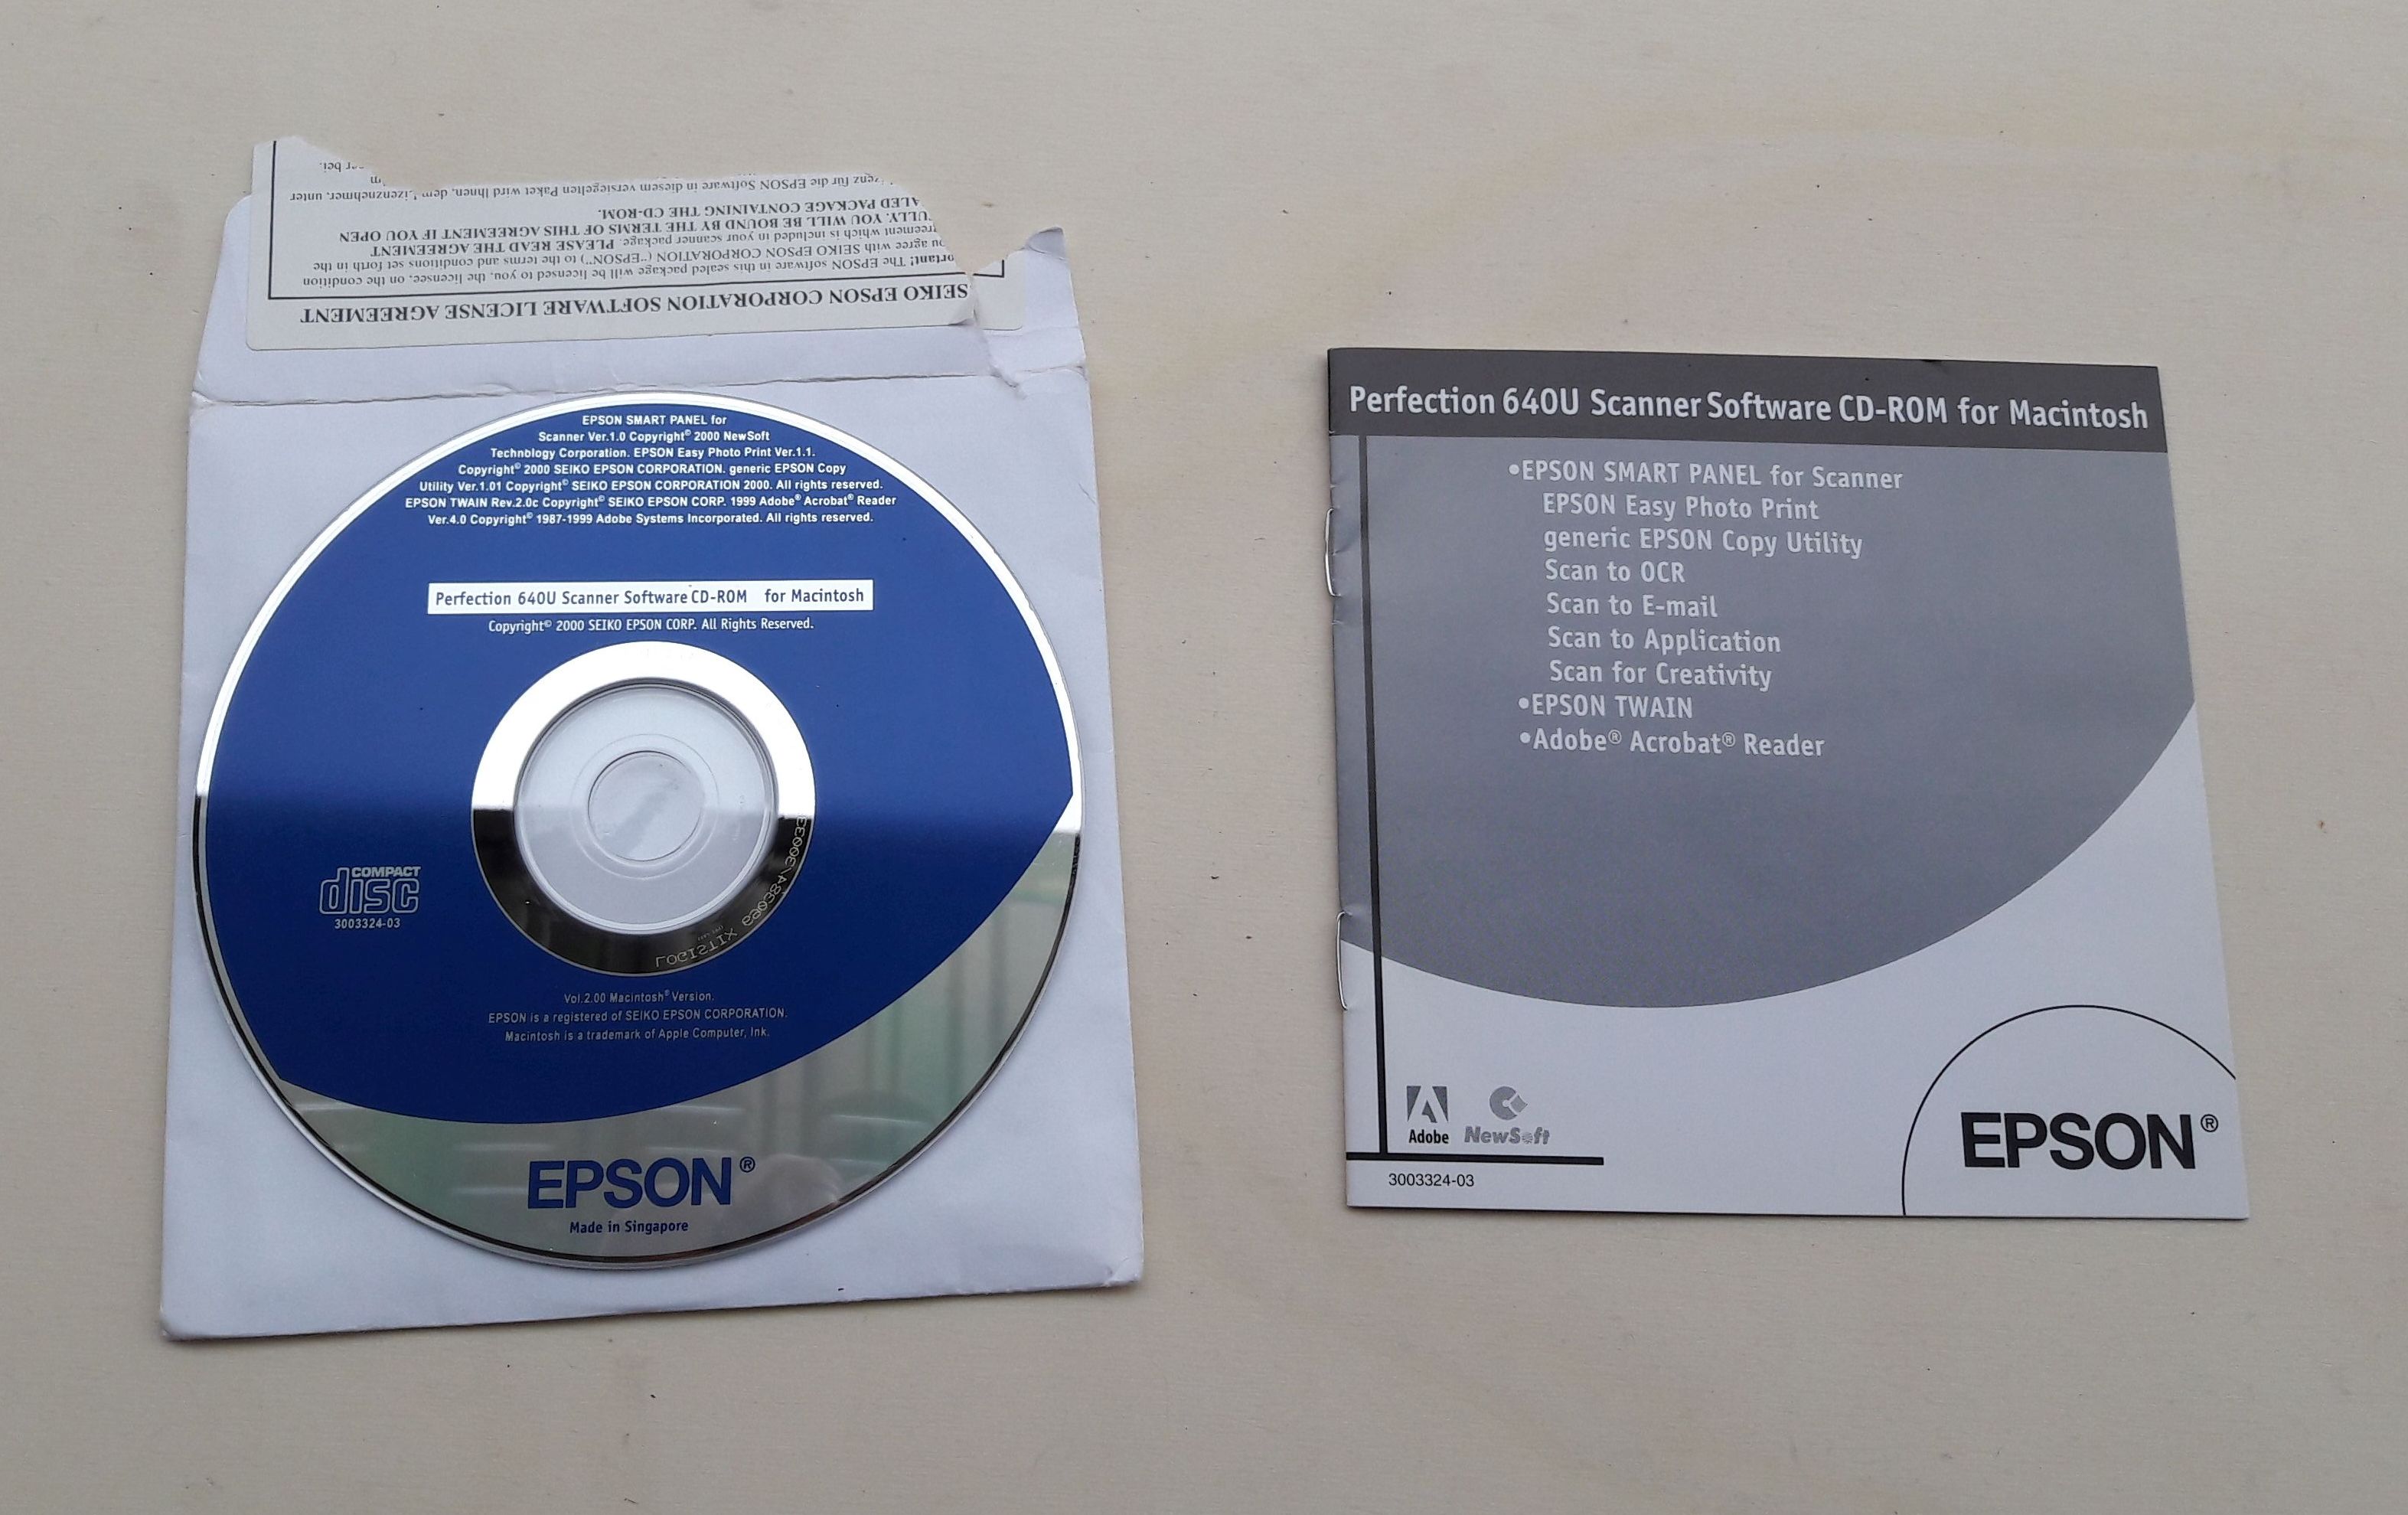 SEIKO EPSON CORPORATION SOFTWARE LICENSE AGREEMENT
The EPSON software in this sealed package will be licensed to you, the licensee, on the condition
agree with SEIKO EPSON CORPORATION ("EPSON") to the terms and conditions set forth in the
which is included in your scanner package. PLEASE READ THE AGREEMENT
YOU WILL BE BOUND BY THE TERMS OF THIS AGREEMENT IF YOU OPEN
PACKAGE CONTAINING THE CD-ROM.
für die EPSON Software in diesem versiegelten Paket wird Ihnen, dem Lizenznehmer, unter
bei.
EPSON SMART PANEL for
Scanner Ver.1.0 Copyright© 2000 NewSoft
Technblogy Corporation. EPSON Easy Photo Print Ver.1.1.
Copyright© 2000 SEIKO EPSON CORPORATION. generic EPSON Copy
Utility Ver.1.01 Copyright© SEIKO EPSON CORPORATION 2000. All rights reserved.
EPSON TWAIN Rev.2.0c Copyright© SEIKO EPSON CORP. 1999 Adobe® Acrobat® Reader
Ver.4.0 Copyright© 1987-1999 Adobe Systems Incorporated. All rights reserved.
Perfection 640U Scanner Software CD-ROM for Macintosh
Copyright© 2000 SEIKO EPSON CORP. All Rights Reserved.
COMPACT
disc
3003324-03
LOGISTIX
Vol.2.00 Macintosh® Version.
EPSON is a registered of SEIKO EPSON CORPORATION.
Macintosh is a trademark of Apple Computer, Ink.
EPSON®
Made in Singapore
Perfection 640U Scanner Software CD-ROM for Macintosh
•EPSON SMART PANEL for Scanner
EPSON Easy Photo Print
generic EPSON Copy Utility
Scan to OCR
Scan to E-mail
Scan to Application
Scan for Creativity
•EPSON TWAIN
•Adobe® Acrobat® Reader
Adobe
NewSoft
3003324-03
EPSON®